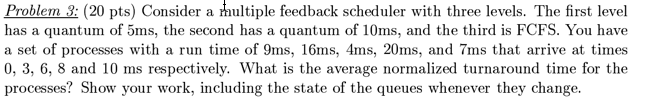 Problem 3: (20 pts) Consider a multiple feedback scheduler with three levels. The first level
has a quantum of 5ms, the second has a quantum of 10ms, and the third is FCFS. You have
a set of processes with a run time of 9ms, 16ms, 4ms, 20ms, and 7ms that arrive at times
0, 3, 6, 8 and 10 ms respectively. What is the average normalized turnaround time for the
processes? Show your work, including the state of the queues whenever they change.